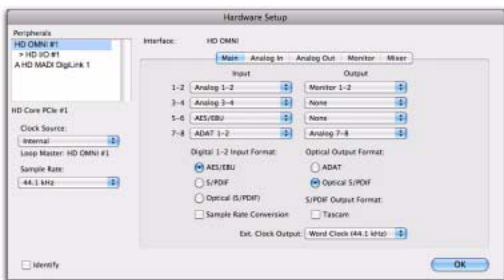 Hardware Setup
Peripherals
HD OMNI #1
> HD I/O #1
A HD MADI DigiLink 1
HD Core PCIe #1
Clock Source:
Internal
Loop Master: HD OMNI #1
Sample Rate:
44.1 kHz
Identify
Interface: HD OMNI
Main Analog In Analog Out Monitor Mixer
Input Output
1–2 Analog 1–2 Monitor 1–2
3–4 Analog 3–4 None
5–6 AES/EBU None
7–8 ADAT 1–2 Analog 7–8
Digital 1–2 Input Format: Optical Output Format:
AES/EBU ADAT
S/PDIF Optical S/PDIF
Optical (S/PDIF) S/PDIF Output Format:
Sample Rate Conversion Tascam
Ext. Clock Output: Word Clock (44.1 kHz)
OK